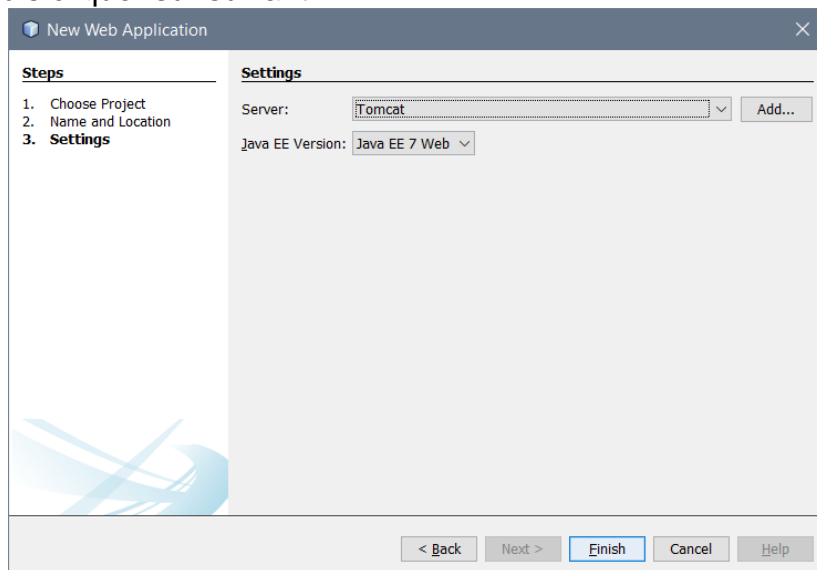 New Web Application
Steps
1. Choose Project
2. Name and Location
3. Settings
Settings
Server: Tomcat Add...
Java EE Version: Java EE 7 Web
< Back Next > Finish Cancel Help